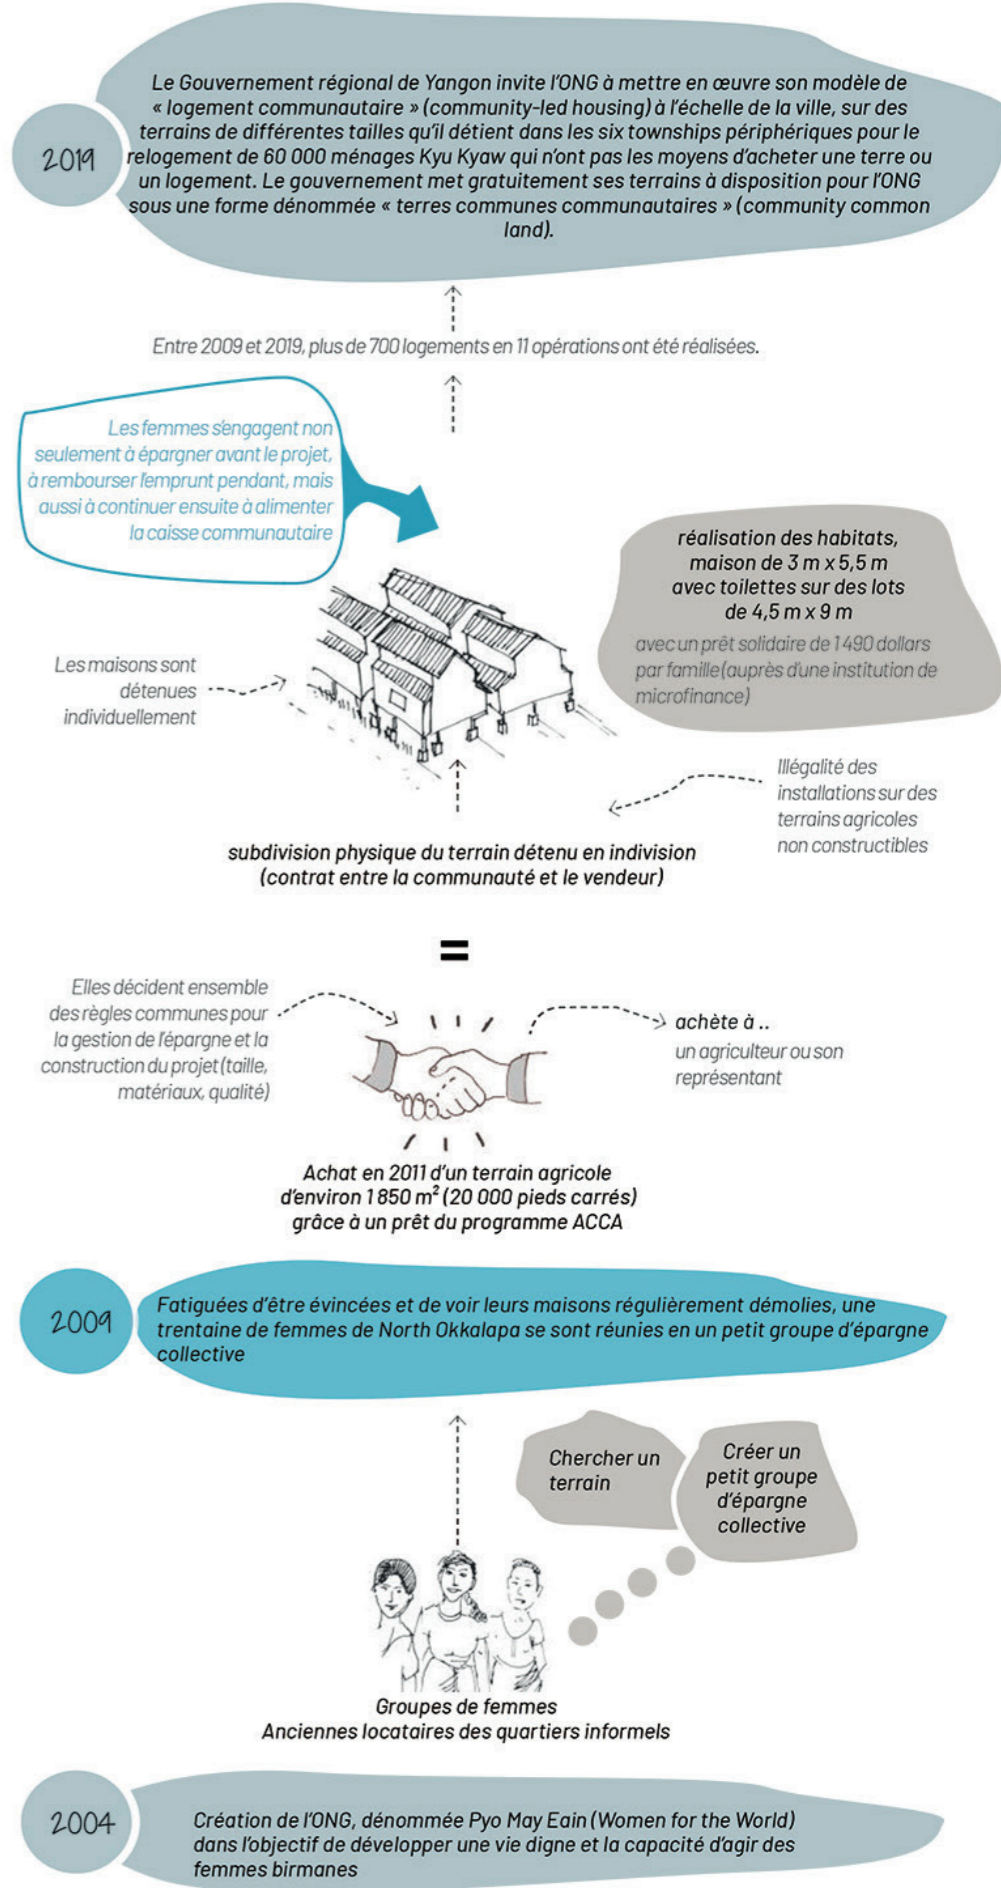 Le Gouvernement régional de Yangon invite l'ONG à mettre en œuvre son modèle de
« logement communautaire » (community-led housing) à l'échelle de la ville, sur des
terrains de différentes tailles qu'il détient dans les six townships périphériques pour le
2019
relogement de 60 000 ménages Kyu Kyaw qui n'ont pas les moyens d'acheter une terre ou
un logement. Le gouvernement met gratuitement ses terrains à disposition pour l'ONG
sous une forme dénommée « terres communes communautaires » (community common
land).
Entre 2009 et 2019, plus de 700 logements en 11 opérations ont été réalisées.
Les femmes s'engagent non
seulement à épargner avant le projet,
à rembourser l'emprunt pendant, mais
aussi à continuer ensuite à alimenter
la caisse communautaire
réalisation des habitats,
maison de 3 m x 5,5 m
avec toilettes sur des lots
de 4,5 m x 9 m
avec un prêt solidaire de 1 490 dollars
par famille (auprès d'une institution de
microfinance)
Les maisons sont
détenues
individuellement
Illégalité des
installations sur des
terrains agricoles
non constructibles
subdivision physique du terrain détenu en indivision
(contrat entre la communauté et le vendeur)
=
Elles décident ensemble
des règles communes pour
la gestion de l'épargne et la
construction du projet (taille,
matériaux, qualité)
achète à ..
un agriculteur ou son
représentant
Achat en 2011 d'un terrain agricole
d'environ 1 850 m² (20 000 pieds carrés)
grâce à un prêt du programme ACCA
2009
Fatiguées d'être évincées et de voir leurs maisons régulièrement démolies, une
trentaine de femmes de North Okkalapa se sont réunies en un petit groupe d'épargne
collective
Chercher un
terrain
Créer un
petit groupe
d'épargne
collective
Groupes de femmes
Anciennes locataires des quartiers informels
2004
Création de l'ONG, dénommée Pyo May Eain (Women for the World)
dans l'objectif de développer une vie digne et la capacité d'agir des
femmes birmanes